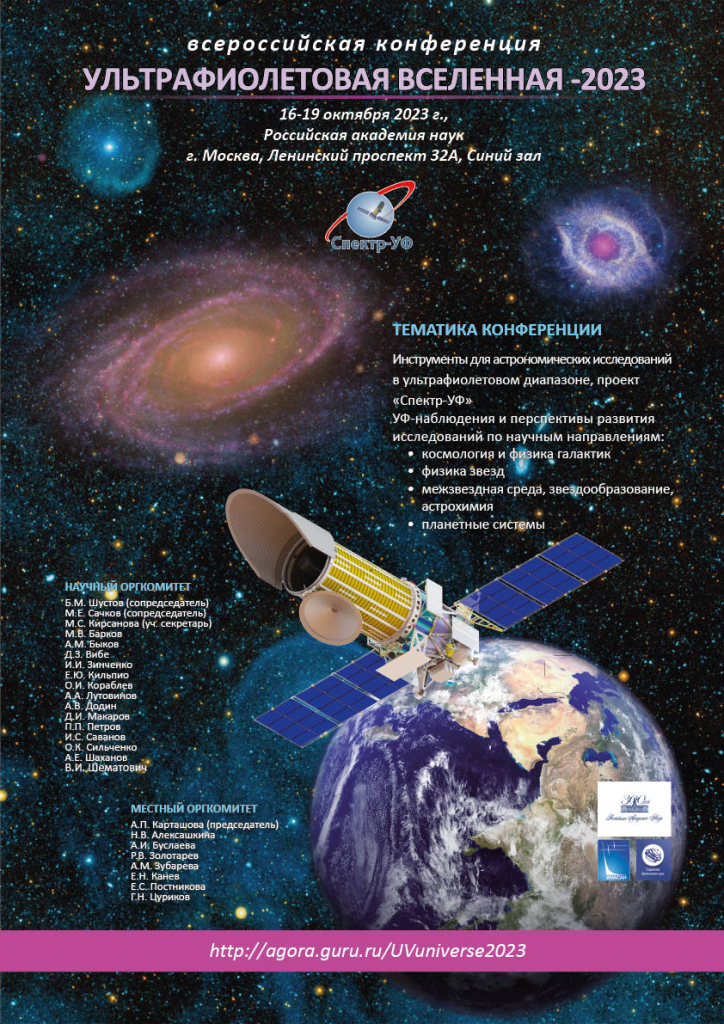 всероссийская конференция
УЛЬТРАФИОЛЕТОВАЯ ВСЕЛЕННАЯ -2023
16-19 октября 2023 г.,
Российская академия наук
г. Москва, Ленинский проспект 32А, Синий зал
Спектр-УФ
ТЕМАТИКА КОНФЕРЕНЦИИ
Инструменты для астрономических исследований
в ультрафиолетовом диапазоне, проект
«Спектр-УФ»
УФ-наблюдения и перспективы развития
исследований по научным направлениям:
• космология и физика галактик
• физика звезд
• межзвездная среда, звездообразование,
астрохимия
• планетные системы
НАУЧНЫЙ ОРГКОМИТЕТ
Б.М. Шустов (сопредседатель)
М.Е. Сачков (сопредседатель)
М.С. Кирсанова (уч. секретарь)
М.В. Барков
А.М. Быков
Д.З. Вибе
И.И. Зинченко
Е.Ю. Кильпио
О.И. Кораблев
А.А. Лутовинов
А.В. Додин
Д.И. Макаров
П.П. Петров
И.С. Саванов
О.К. Сильченко
А.Е. Шаханов
В.И. Шематович
МЕСТНЫЙ ОРГКОМИТЕТ
А.П. Карташова (председатель)
Н.В. Алексашкина
А.И. Буслаева
Р.В. Золотарев
А.М. Зубарева
Е.Н. Канев
Е.С. Постникова
Г.Н. Цуриков
ИНАСАН
http://agora.guru.ru/UVuniverse2023